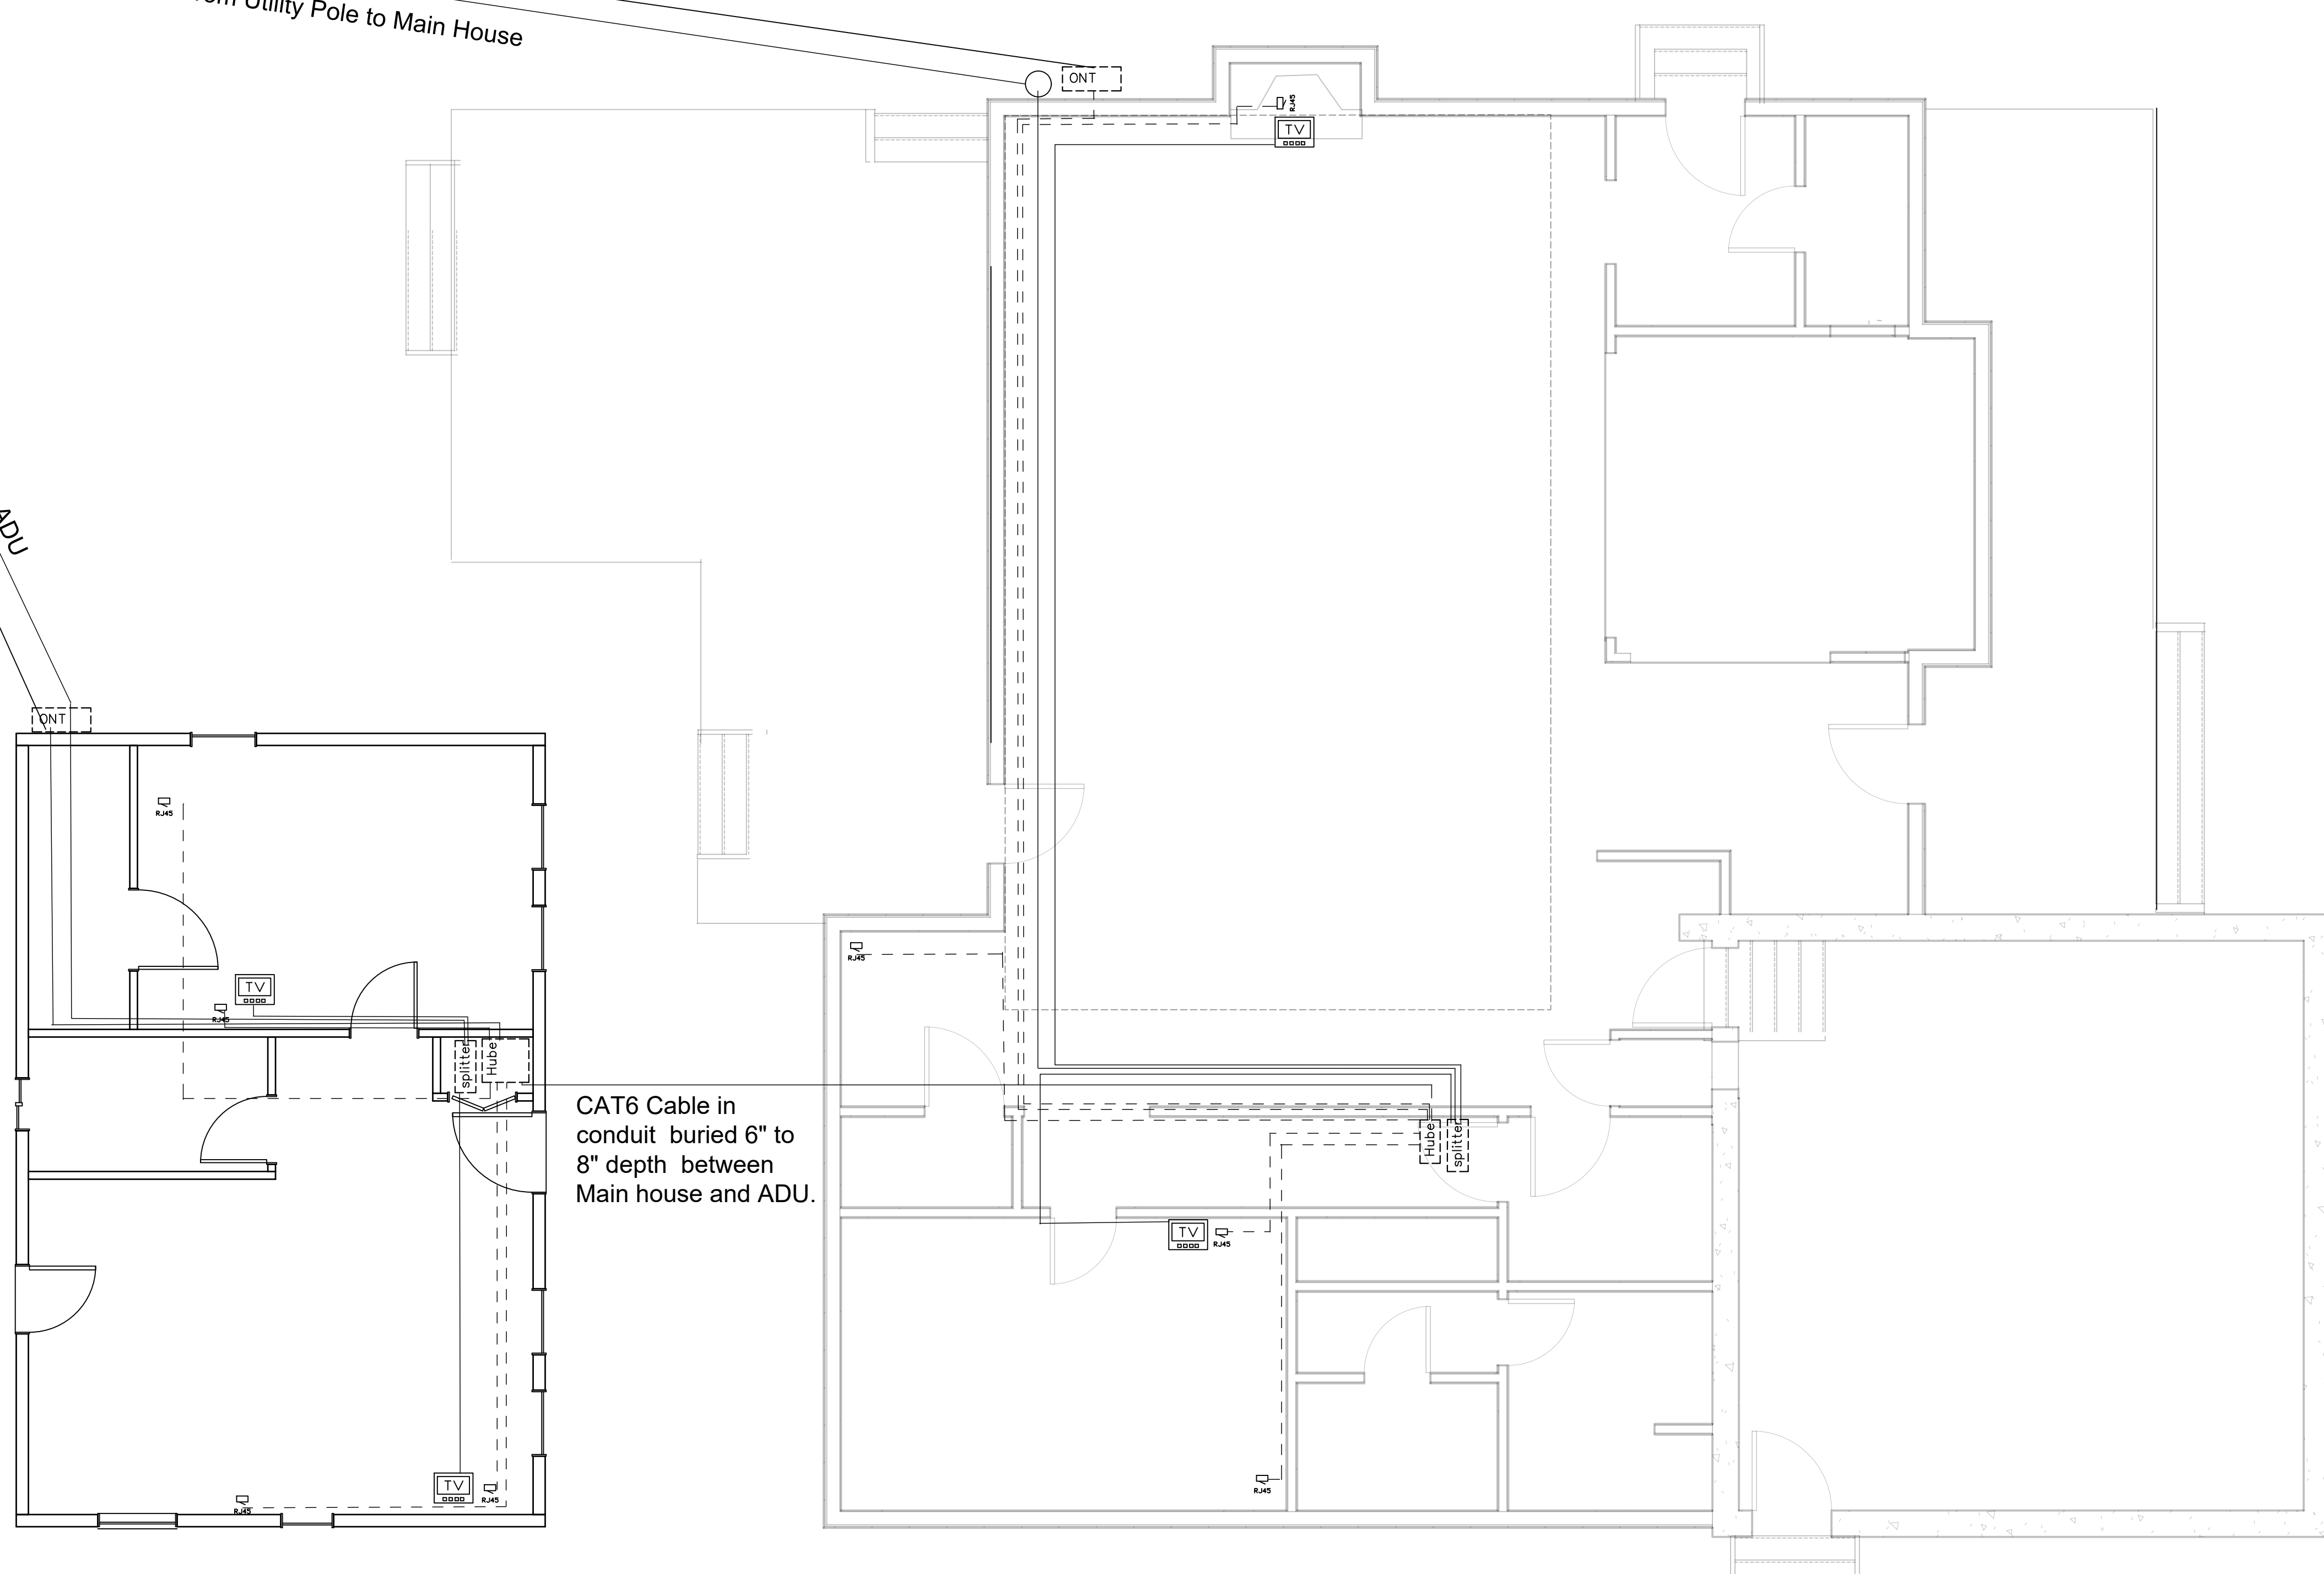 Utility Pole to Main House
ONT
RJ45
TV
ADU
ONT
RJ45
RJ45
TV
RJ45
splitter
Hube
CAT6 Cable in
conduit buried 6" to
8" depth between
Main house and ADU.
Hube
splitter
TV
RJ45
TV
RJ45
RJ45
RJ45